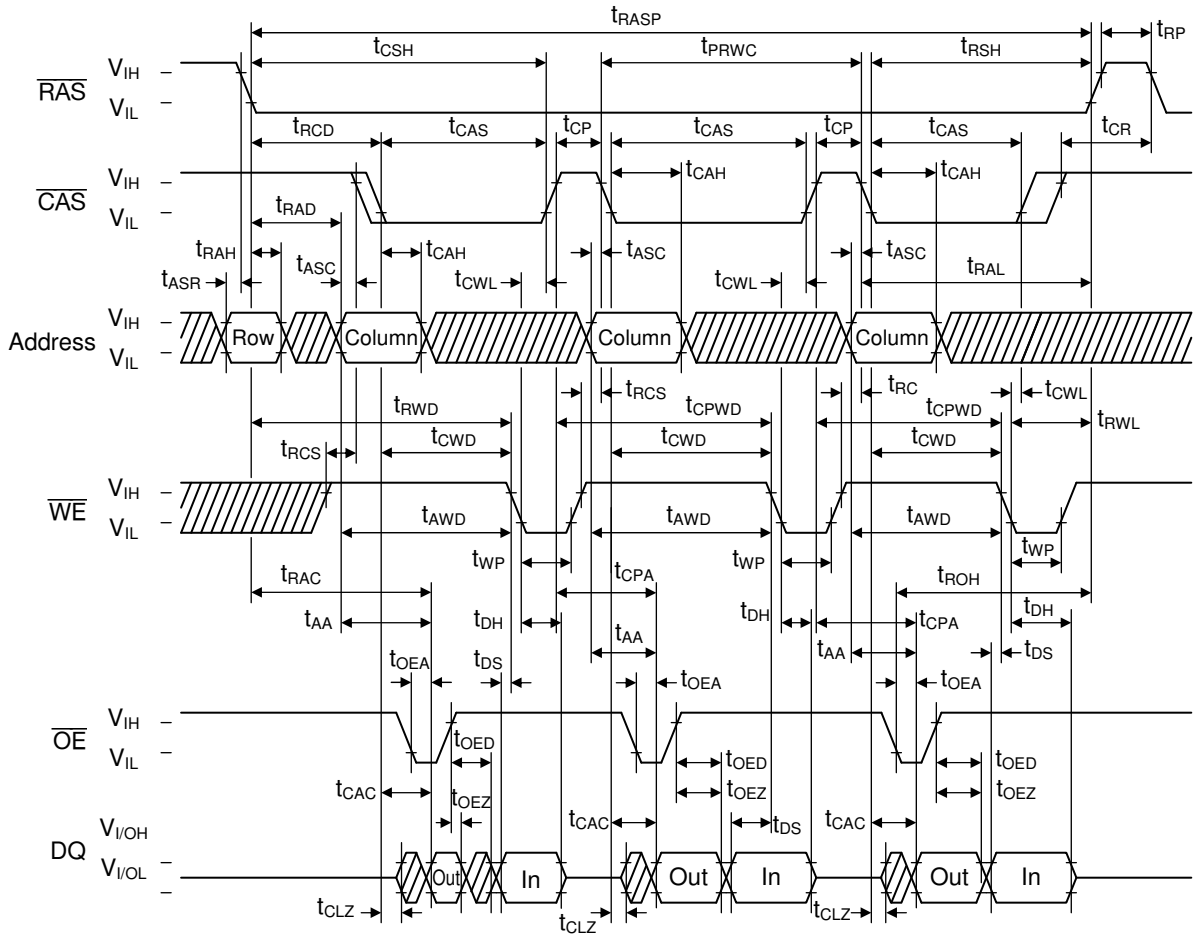 tRASP
tCSH tPRWC tRSH tRP
RAS VIH
VIL
tRCD tCAS tCP tCAS tCP tCAS tCR
CAS VIH
VIL
tCAH tCAH
tRAD
tRAH tASC tCAH tASC tASC
tASR tCWL tCWL tRAL
Address VIH
VIL
Row Column Column Column
tRCS tRC tCWL
tRWD tCPWD tCPWD tRWL
tRCS tCWD tCWD tCWD
WE VIH
VIL
tAWD tAWD tAWD
tWP tWP tWP
tRAC tCPA tROH
tAA tDH tDH tCPA tDH
tAA tAA
tOEA tDS tOEA tOEA tDS
OE VIH
VIL
tOED tOED tOED
tCAC tOEZ tOEZ tOEZ
tCAC tDS tCAC
DQ VI/OH
VI/OL
Out In Out In Out In
tCLZ tCLZ tCLZ